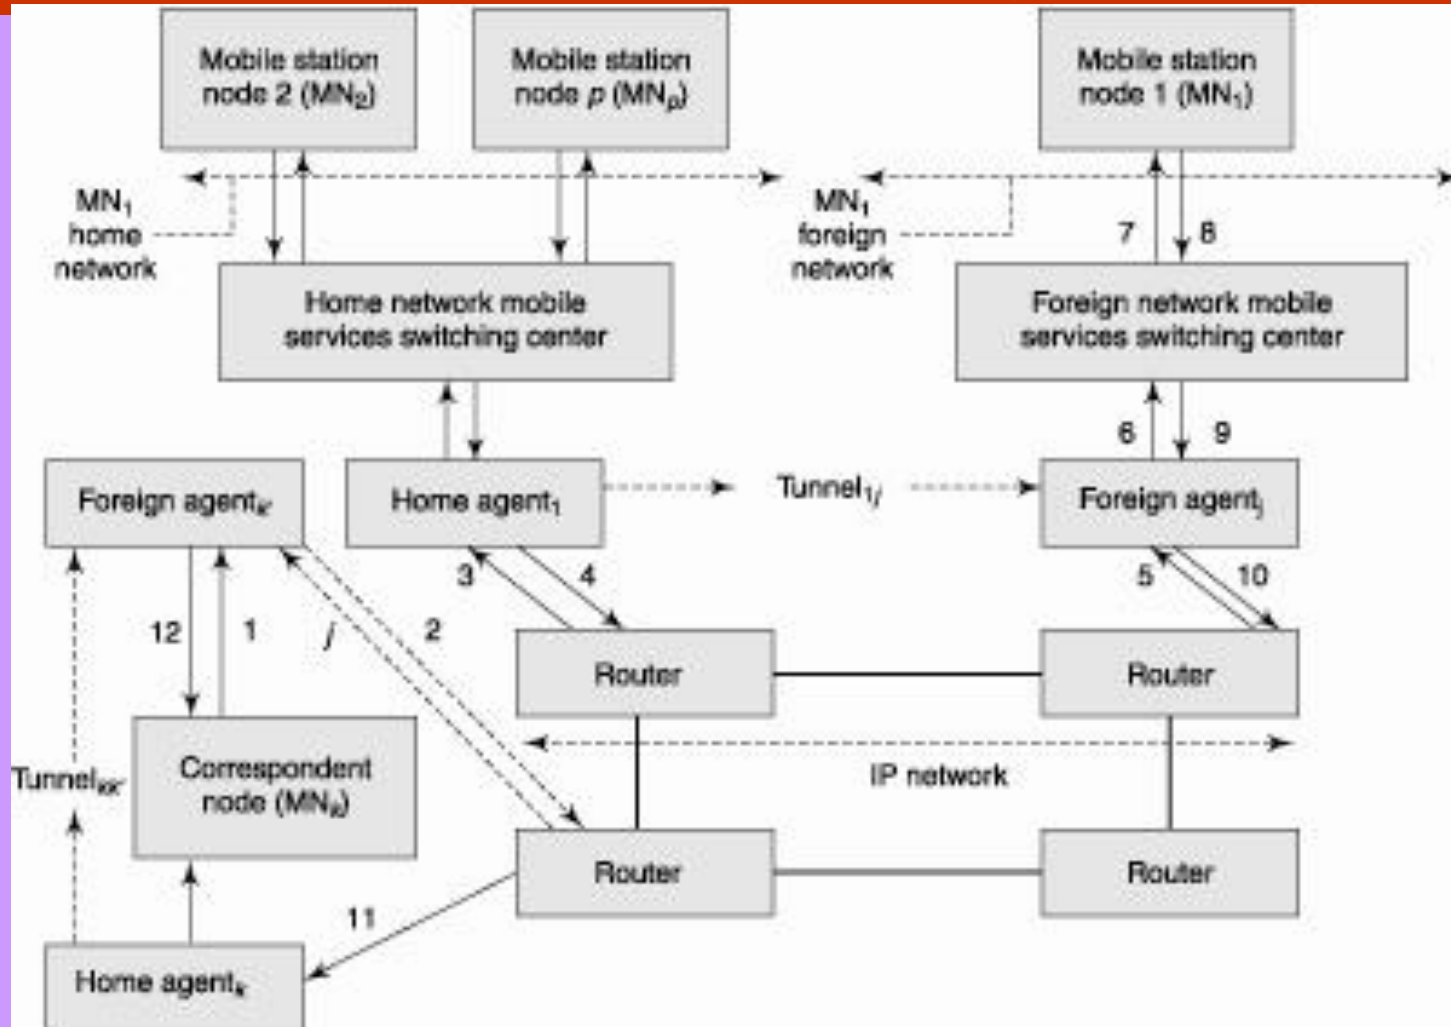 Mobile station
node 2 (MN2)
Mobile station
node p (MNp)
Mobile station
node 1 (MN1)
MN1
home
network
MN1
foreign
network
7
8
Home network mobile
services switching center
Foreign network mobile
services switching center
6
9
Foreign agentk'
Home agent1
Tunnel1j
Foreign agentj
3
4
5
10
12
1
j
2
Router
Router
Tunnelkk'
Correspondent
node (MNk)
IP network
Router
Router
11
Home agentk